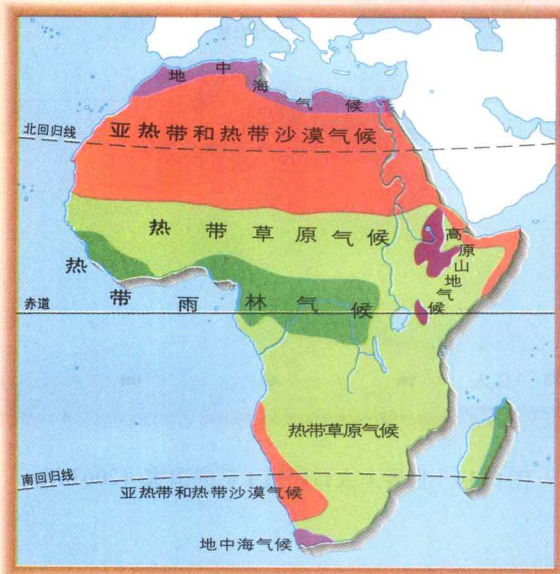 地中海气候
北回归线
亚热带和热带沙漠气候
热带草原气候
高原山地气候
热带雨林气候
赤道
热带草原气候
南回归线
亚热带和热带沙漠气候
地中海气候